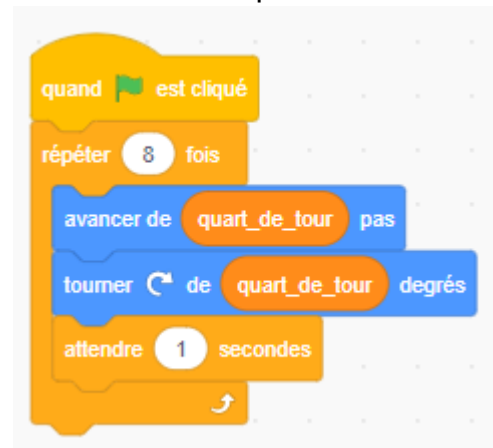 quand est cliqué
répéter 8 fois
avancer de quart_de_tour pas
tourner de quart_de_tour degrés
attendre 1 secondes